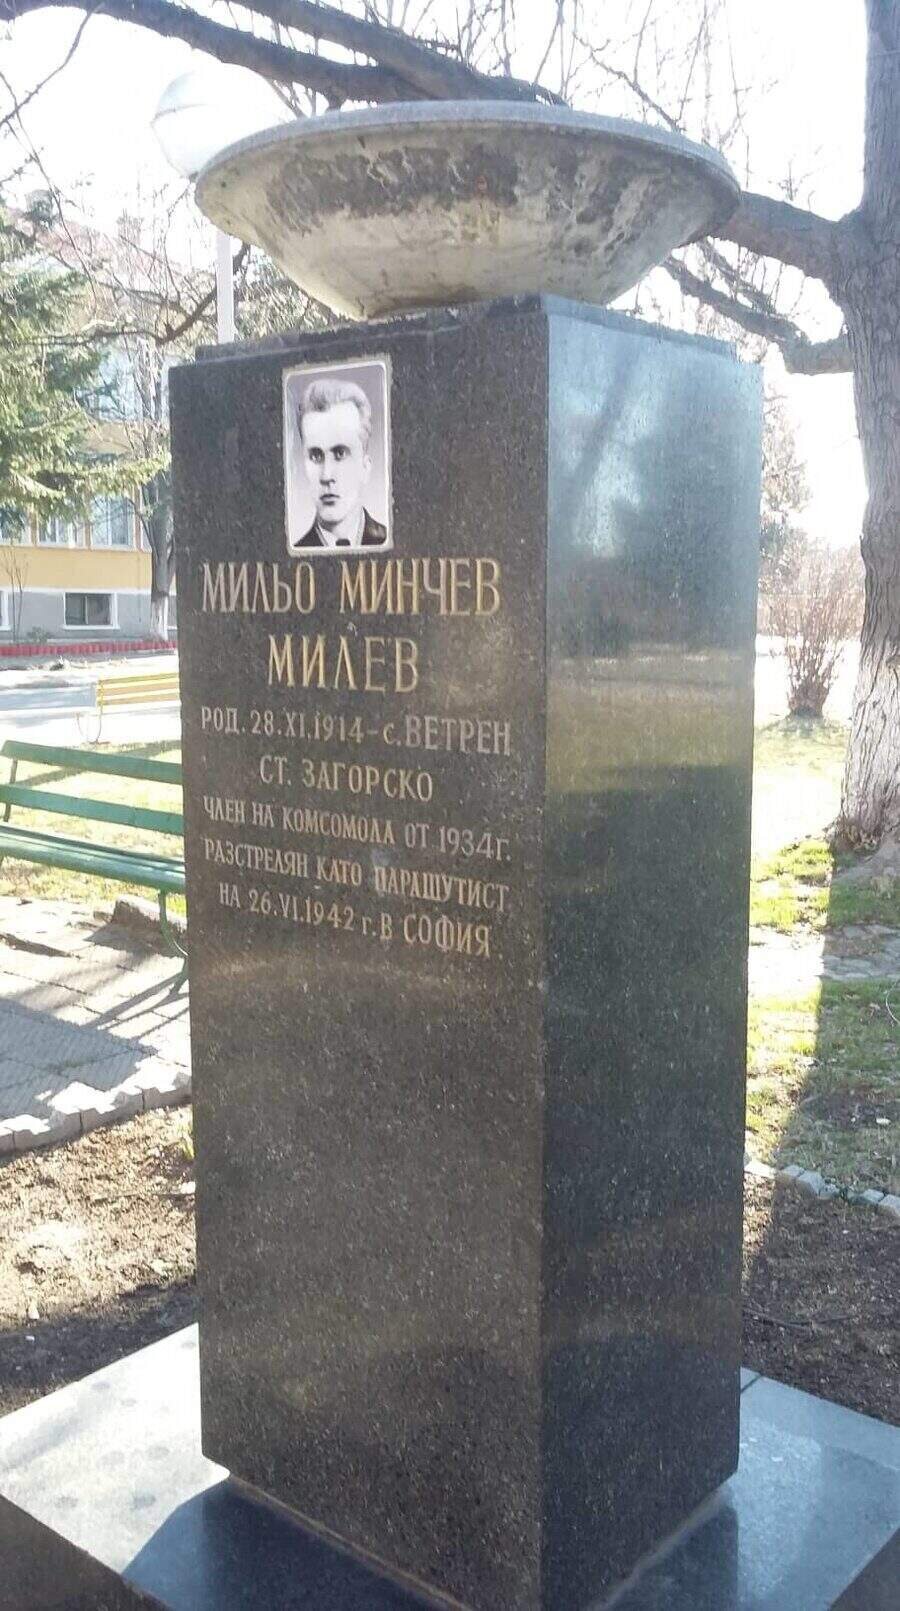 МИЛЬО МИНЧЕВ
МИЛЕВ
РОД. 28.XI.1914 - с. ВЕТРЕН
СТ. ЗАГОРСКО
ЧЛЕН НА КОМСОМОЛА ОТ 1934 г.
РАЗСТРЕЛЯН КАТО ПАРАШУТИСТ
НА 26.VI.1942 г. В СОФИЯ.